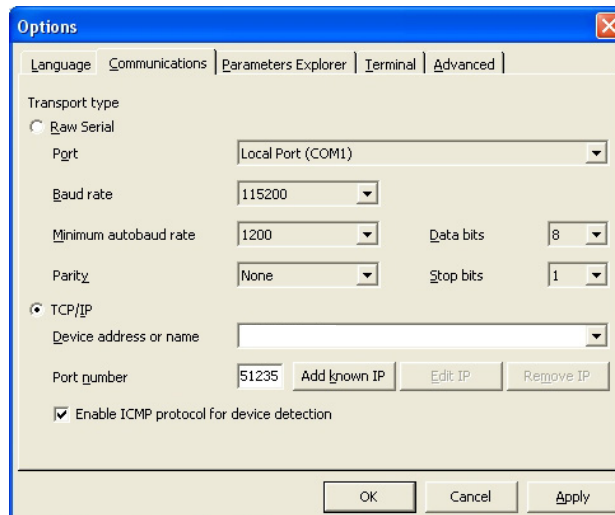 Options
Language Communications Parameters Explorer Terminal Advanced
Transport type
Raw Serial
Port Local Port (COM1)
Baud rate 115200
Minimum autobaud rate 1200 Data bits 8
Parity None Stop bits 1
TCP/IP
Device address or name
Port number 51235 Add known IP Edit IP Remove IP
Enable ICMP protocol for device detection
OK Cancel Apply